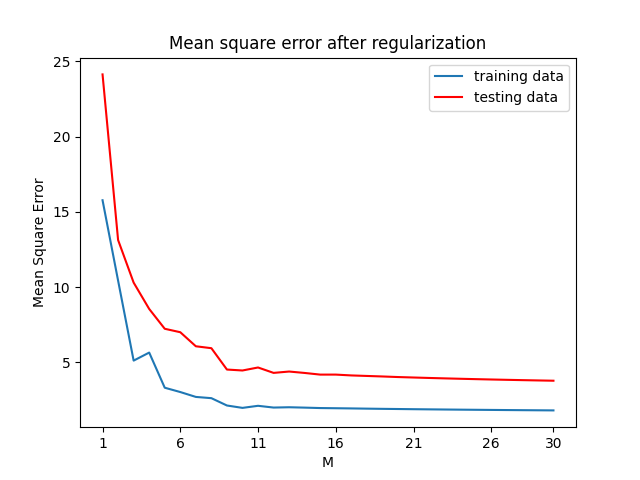 Mean square error after regularization
training data
testing data
Mean Square Error
25
20
15
10
5
1 6 11 16 21 26 30
M